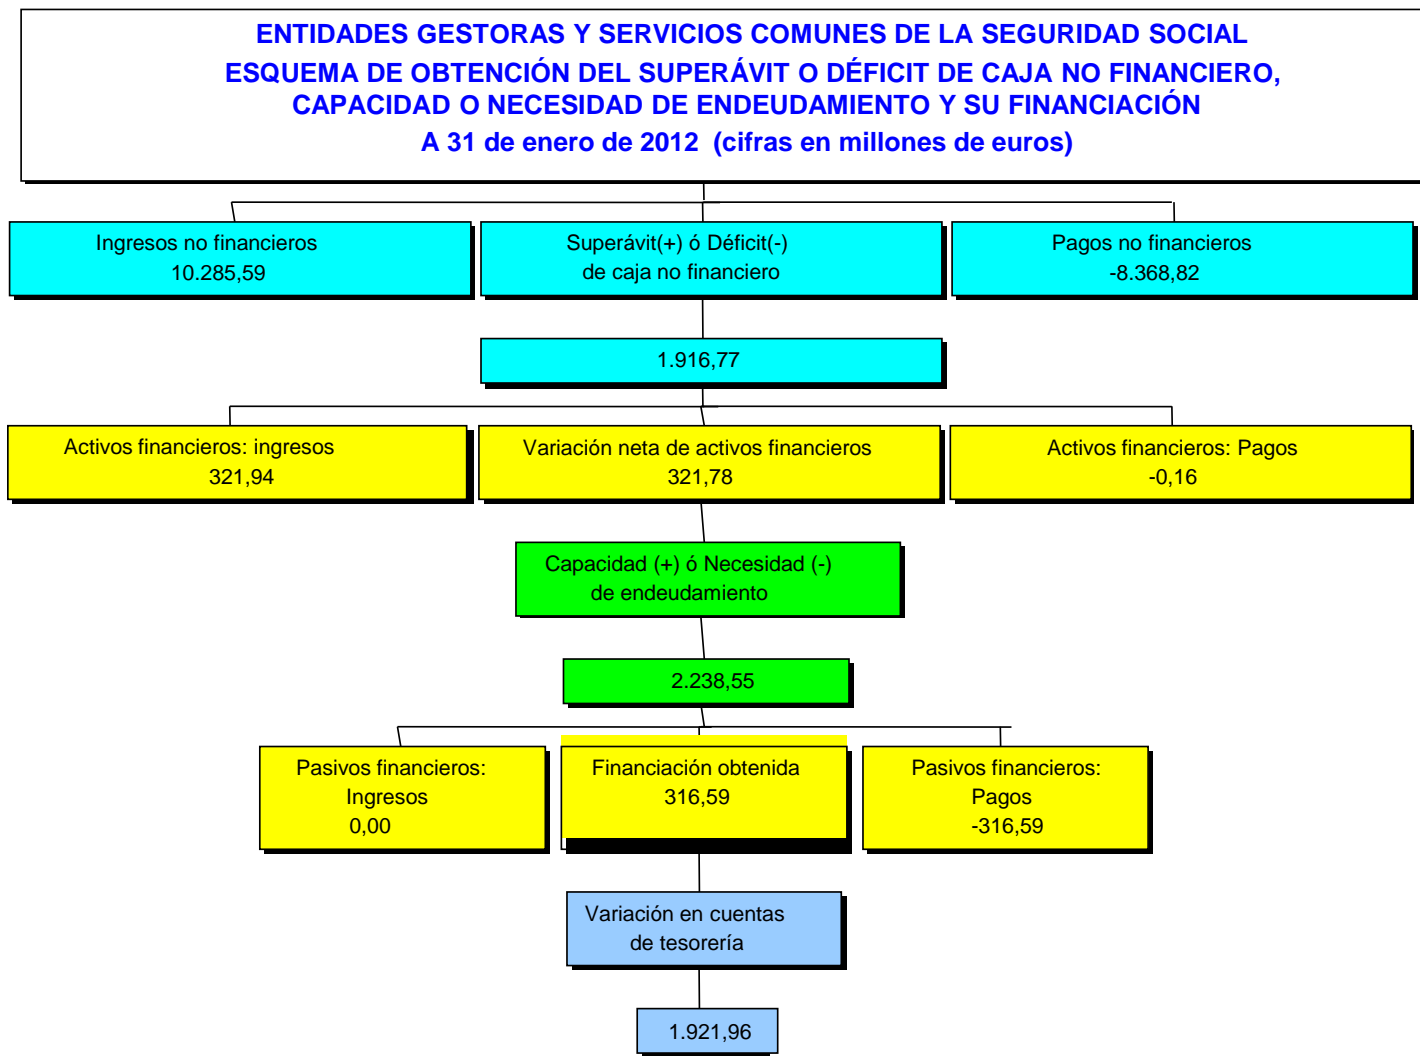 ENTIDADES GESTORAS Y SERVICIOS COMUNES DE LA SEGURIDAD SOCIAL
ESQUEMA DE OBTENCIÓN DEL SUPERÁVIT O DÉFICIT DE CAJA NO FINANCIERO,
CAPACIDAD O NECESIDAD DE ENDEUDAMIENTO Y SU FINANCIACIÓN
A 31 de enero de 2012 (cifras en millones de euros)
Ingresos no financieros
10.285,59
Superávit(+) ó Déficit(-)
de caja no financiero
Pagos no financieros
-8.368,82
1.916,77
Activos financieros: ingresos
321,94
Variación neta de activos financieros
321,78
Activos financieros: Pagos
-0,16
Capacidad (+) ó Necesidad (-)
de endeudamiento
2.238,55
Pasivos financieros:
Ingresos
0,00
Financiación obtenida
316,59
Pasivos financieros:
Pagos
-316,59
Variación en cuentas
de tesorería
1.921,96